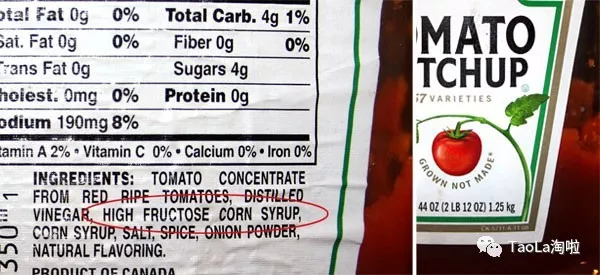 otal Fat 0g 0% Total Carb. 4g 1%
Sat. Fat 0g 0% Fiber 0g 0%
Trans Fat 0g Sugars 4g
holest. 0mg 0% Protein 0g
odium 190mg 8%
tamin A 2% • Vitamin C 0% • Calcium 0% • Iron 0%
INGREDIENTS: TOMATO CONCENTRATE
FROM RED RIPE TOMATOES, DISTILLED
VINEGAR, HIGH FRUCTOSE CORN SYRUP,
CORN SYRUP, SALT, SPICE, ONION POWDER,
NATURAL FLAVORING.
PRODUCT OF CANADA
350m1
OMATO
TCHUP
57 VARIETIES
GROWN NOT MADE
44 OZ (2 LB 12 OZ) 1.25 kg
TaoLa淘啦